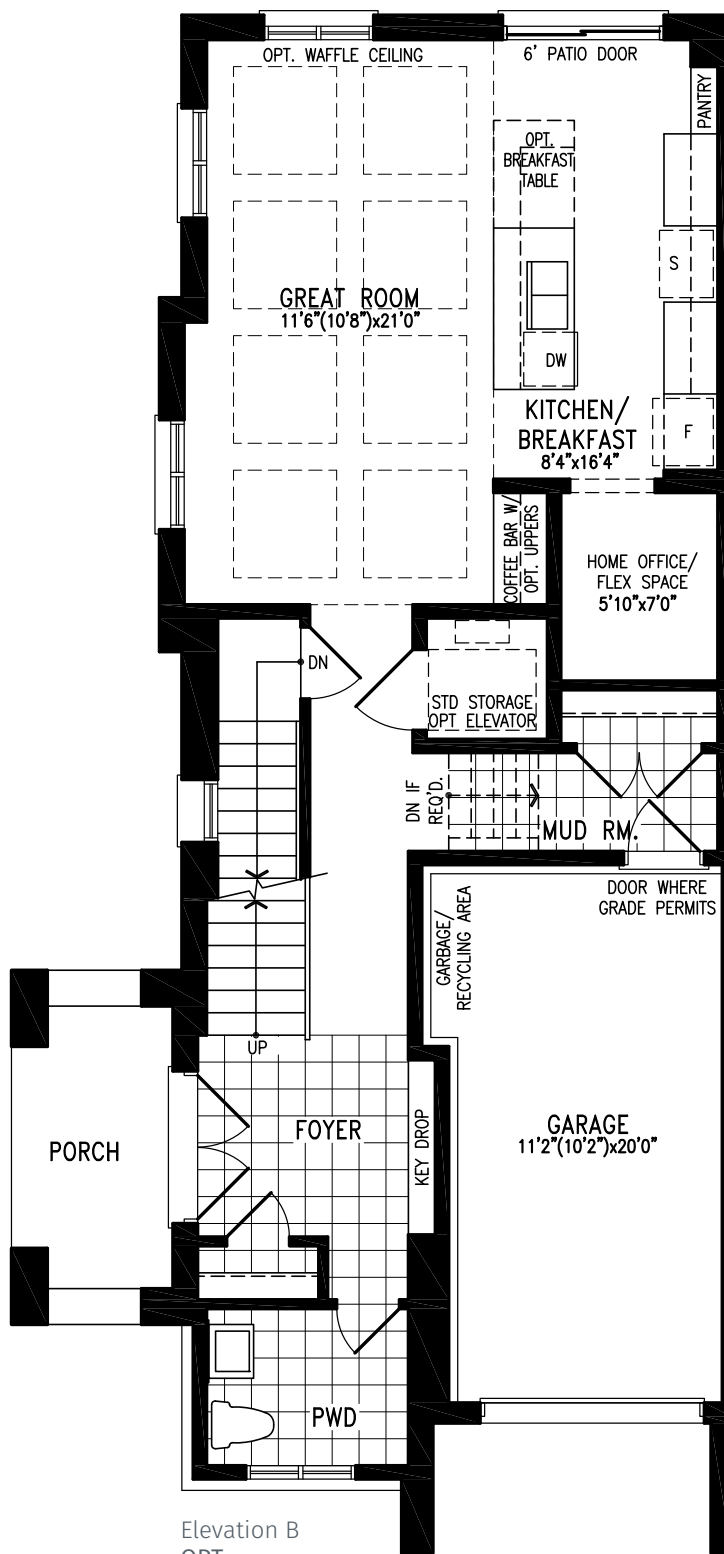 OPT. WAFFLE CEILING
6' PATIO DOOR
PANTRY
OPT.
BREAKFAST
TABLE
S
GREAT ROOM
11'6"(10'8")x21'0"
DW
KITCHEN/
BREAKFAST
8'4"x16'4"
F
COFFEE BAR W/
OPT. UPPERS
HOME OFFICE/
FLEX SPACE
5'10"x7'0"
DN
STD STORAGE
OPT ELEVATOR
DN IF
REQ'D.
MUD RM.
DOOR WHERE
GRADE PERMITS
GARBAGE/
RECYCLING AREA
UP
PORCH
FOYER
KEY DROP
GARAGE
11'2"(10'2")x20'0"
PWD
Elevation B